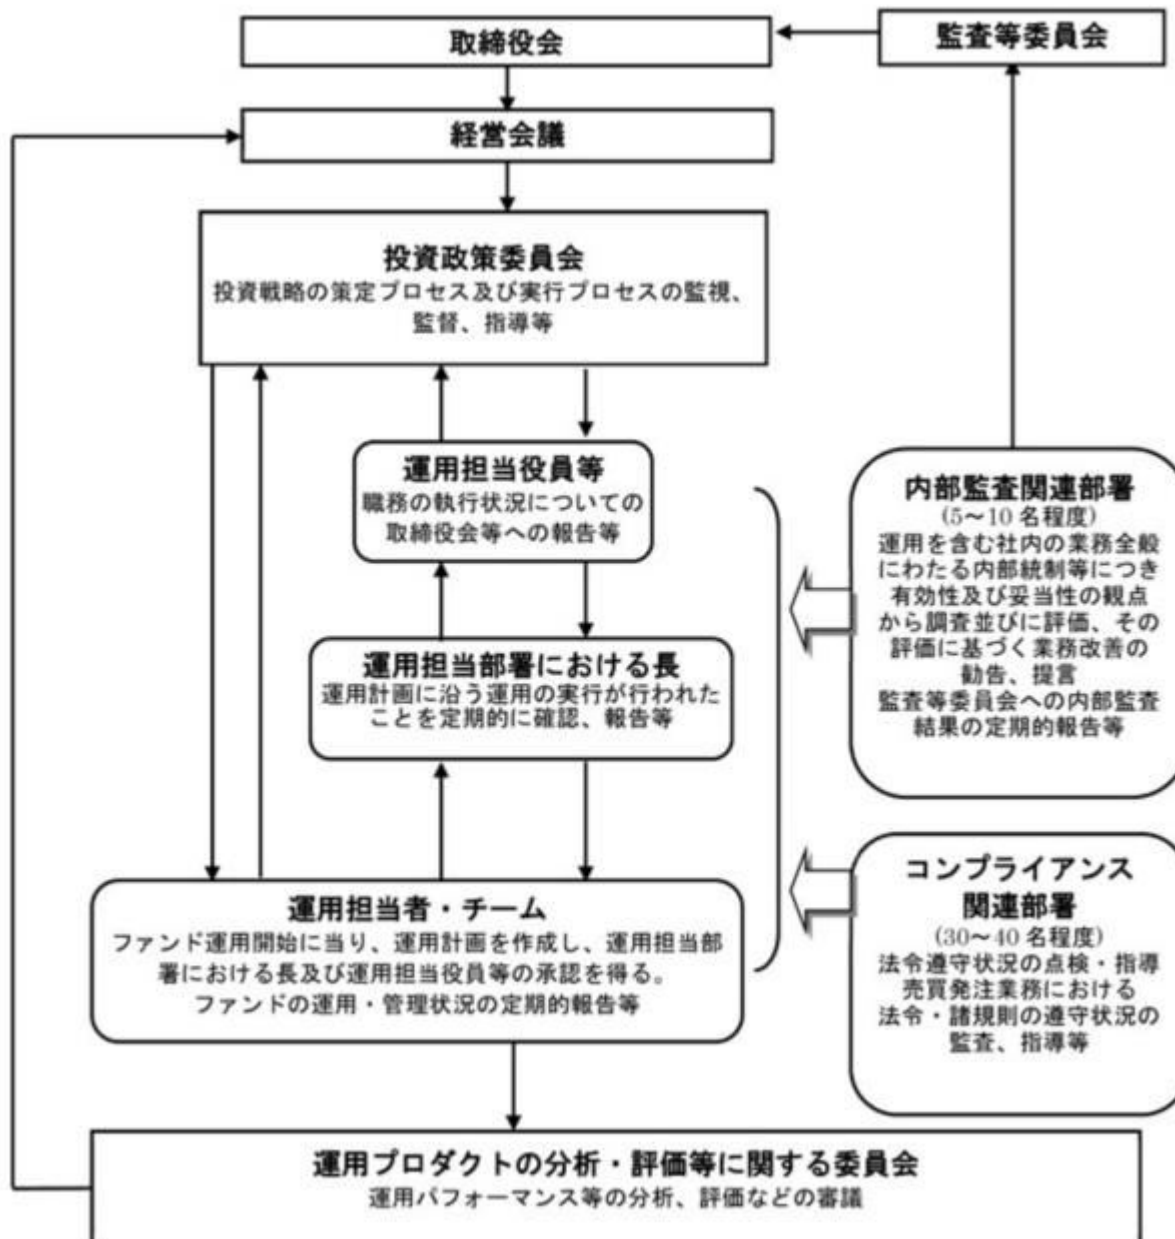 取締役会
監査等委員会
経営会議
投資政策委員会
投資戦略の策定プロセス及び実行プロセスの監視、
監督、指導等
運用担当役員等
職務の執行状況についての
取締役会等への報告等
運用担当部署における長
運用計画に沿う運用の実行が行われた
ことを定期的に確認、報告等
内部監査関連部署
(5～10 名程度)
運用を含む社内の業務全般
にわたる内部統制等につき
有効性及び妥当性の観点
から調査並びに評価、その
評価に基づく業務改善の
勧告、提言
監査等委員会への内部監査
結果の定期的報告等
運用担当者・チーム
ファンド運用開始に当り、運用計画を作成し、運用担当部
署における長及び運用担当役員等の承認を得る。
ファンドの運用・管理状況の定期的報告等
コンプライアンス
関連部署
(30～40 名程度)
法令遵守状況の点検・指導
売買発注業務における
法令・諸規則の遵守状況の
監査、指導等
運用プロダクトの分析・評価等に関する委員会
運用パフォーマンス等の分析、評価などの審議